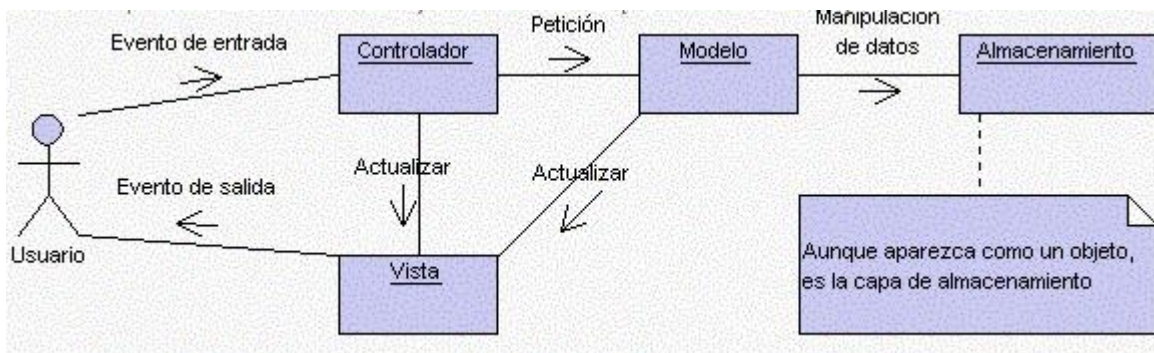 Evento de entrada
Controlador
Petición
Modelo
Manipulacion
de datos
Almacenamiento
Actualizar
Actualizar
Evento de salida
Usuario
Vista
Aunque aparezca como un objeto,
es la capa de almacenamiento